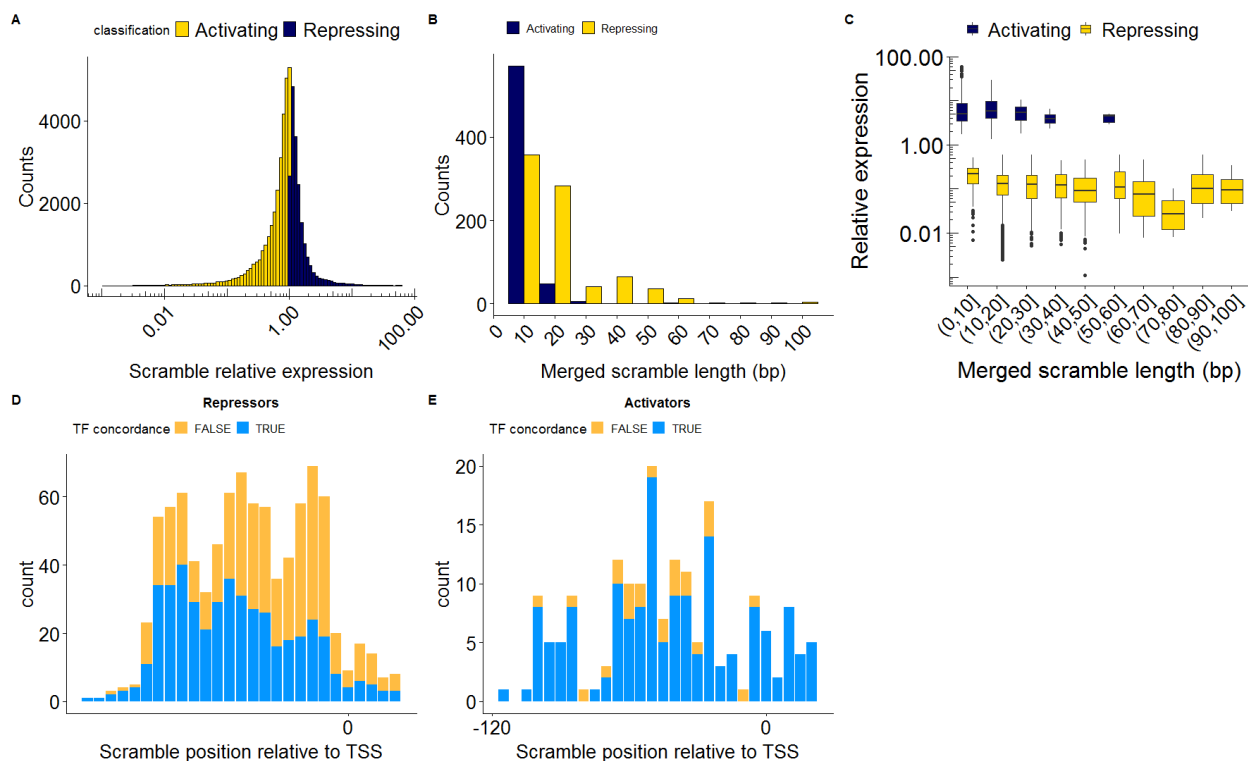 A
classification Activating Repressing
Counts
4000
2000
0
0.01
1.00
100.00
Scramble relative expression
B
Activating Repressing
Counts
400
200
0
0
10
20
30
40
50
60
70
80
90
100
Merged scramble length (bp)
C
Activating Repressing
Relative expression
100.00
1.00
0.01
(0,10]
(10,20]
(20,30]
(30,40]
(40,50]
(50,60]
(60,70]
(70,80]
(80,90]
(90,100]
Merged scramble length (bp)
D
Repressors
TF concordance FALSE TRUE
count
60
40
20
0
0
Scramble position relative to TSS
E
Activators
TF concordance FALSE TRUE
count
20
15
10
5
0
-120
0
Scramble position relative to TSS